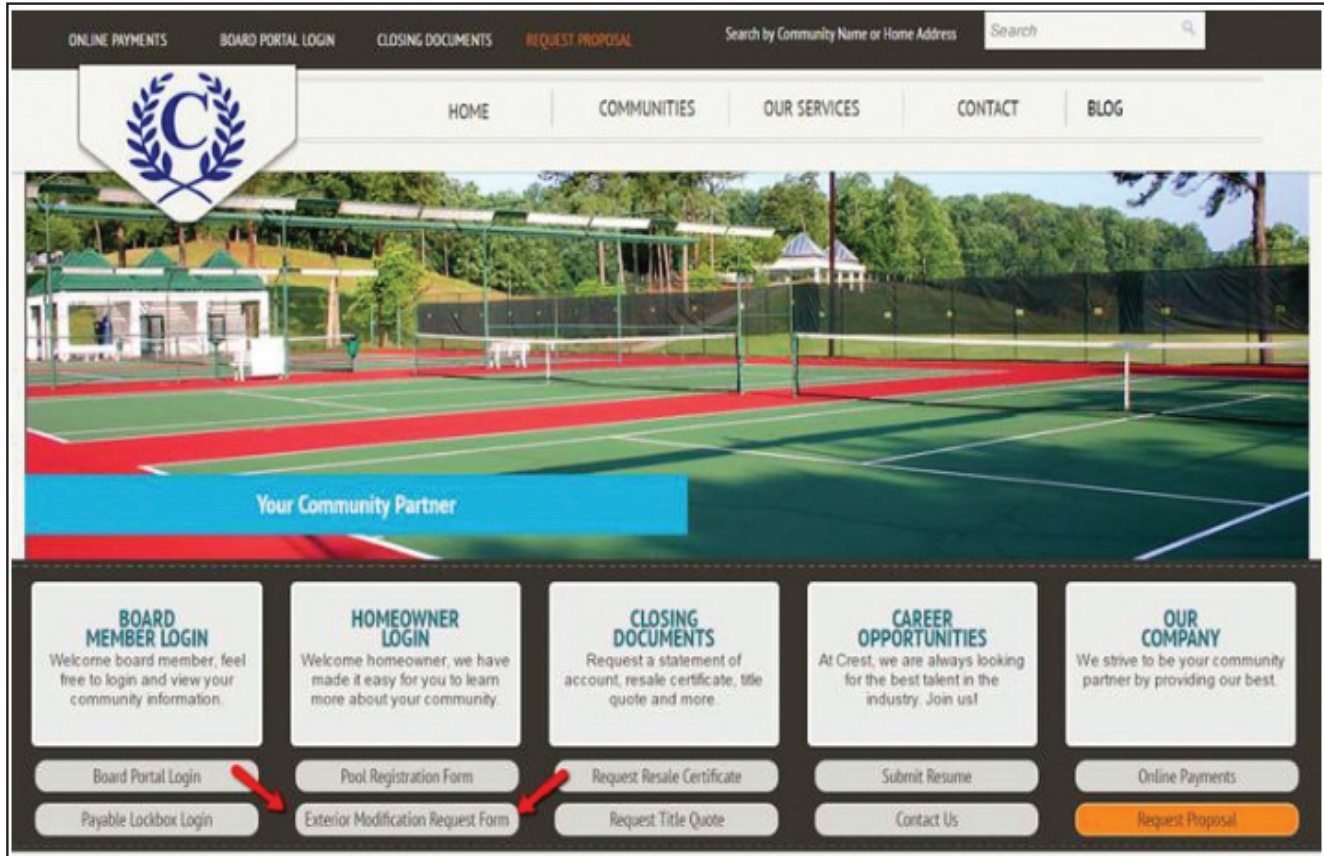 ONLINE PAYMENTS BOARD PORTAL LOGIN CLOSING DOCUMENTS REQUEST PROPOSAL Search by Community Name or Home Address Search
C
HOME COMMUNITIES OUR SERVICES CONTACT BLOG
Your Community Partner
BOARD
MEMBER LOGIN
Welcome board member, feel
free to login and view your
community information.
HOMEOWNER
LOGIN
Welcome homeowner, we have
made it easy for you to learn
more about your community.
CLOSING
DOCUMENTS
Request a statement of
account, resale certificate, title
quote and more.
CAREER
OPPORTUNITIES
At Crest, we are always looking
for the best talent in the
industry. Join us!
OUR
COMPANY
We strive to be your community
partner by providing our best.
Board Portal Login Pool Registration Form Request Resale Certificate Submit Resume Online Payments
Payable Lockbox Login Exterior Modification Request Form Request Title Quote Contact Us Request Proposal